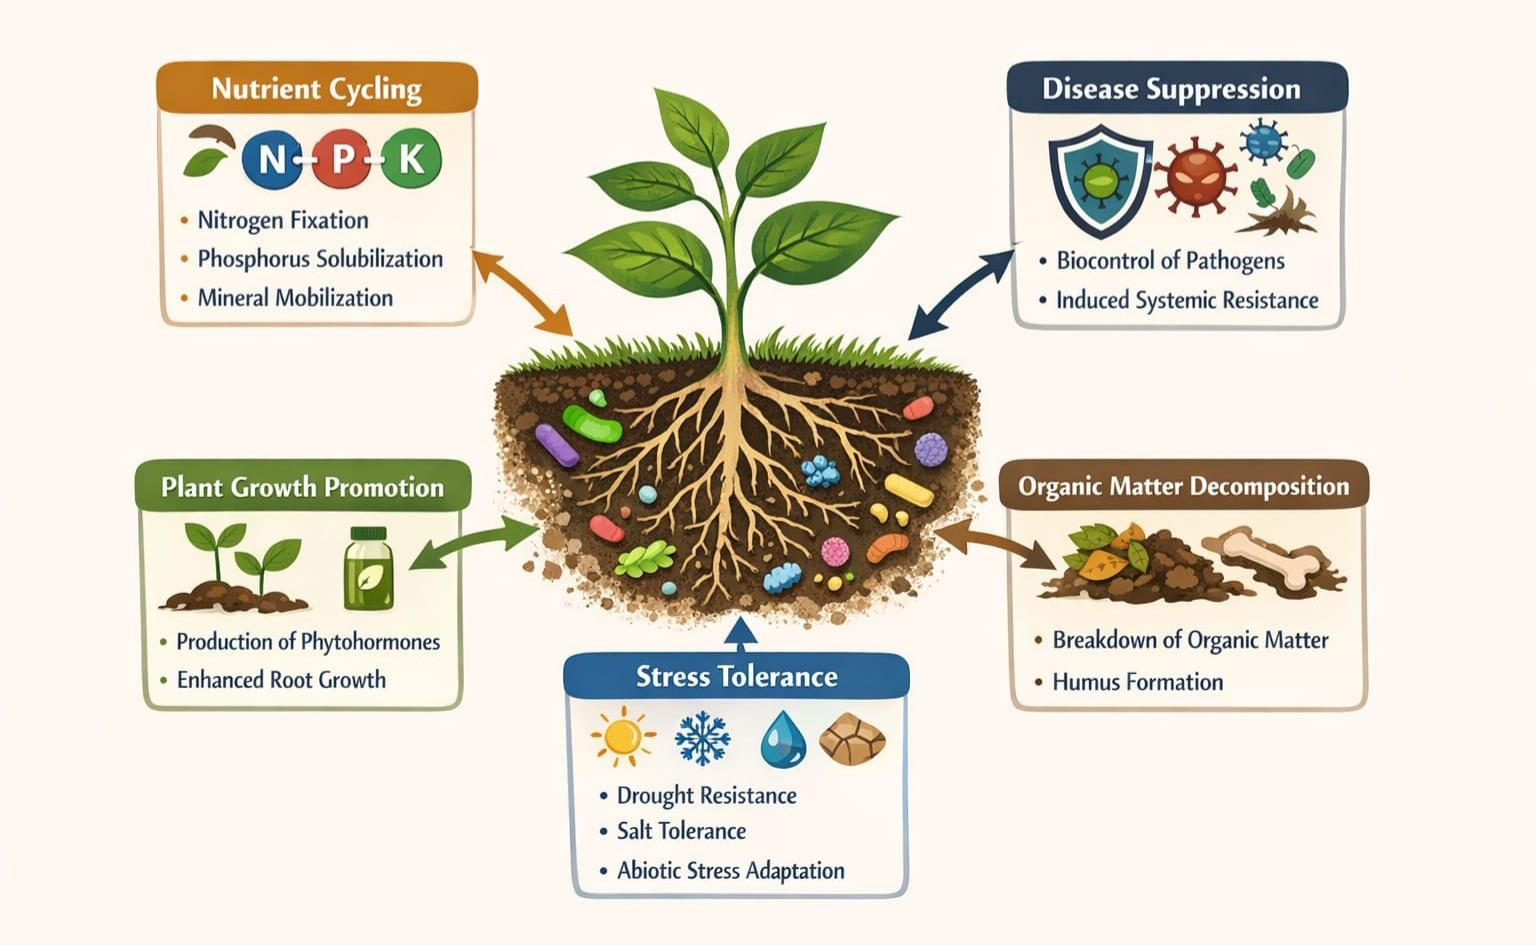 Nutrient Cycling
N-P-K
• Nitrogen Fixation
• Phosphorus Solubilization
• Mineral Mobilization
Disease Suppression
• Biocontrol of Pathogens
• Induced Systemic Resistance
Plant Growth Promotion
• Production of Phytohormones
• Enhanced Root Growth
Organic Matter Decomposition
• Breakdown of Organic Matter
• Humus Formation
Stress Tolerance
• Drought Resistance
• Salt Tolerance
• Abiotic Stress Adaptation